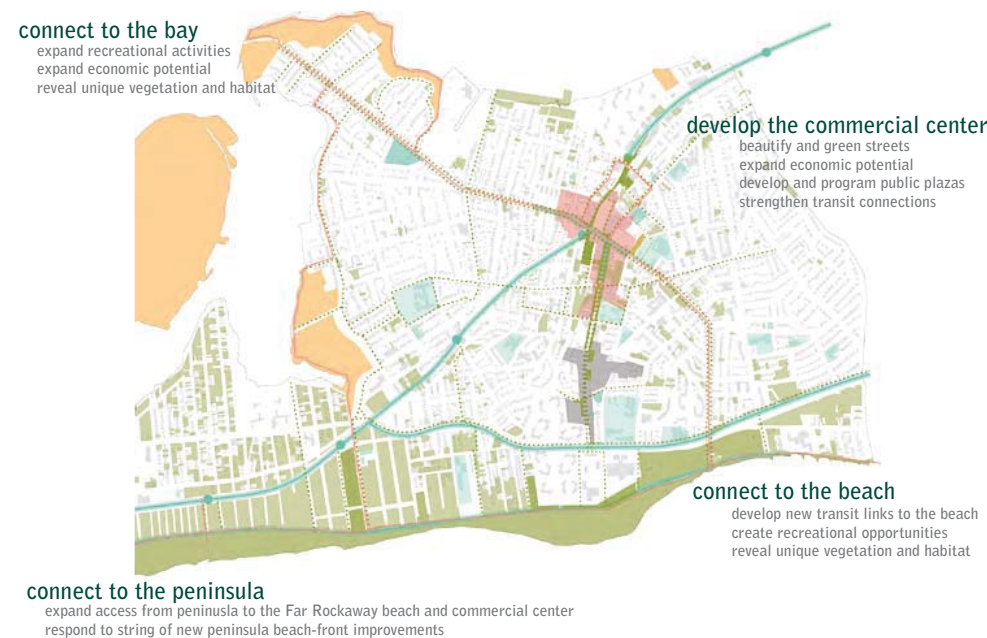 connect to the bay
expand recreational activities
expand economic potential
reveal unique vegetation and habitat
develop the commercial center
beautify and green streets
expand economic potential
develop and program public plazas
strengthen transit connections
connect to the beach
develop new transit links to the beach
create recreational opportunities
reveal unique vegetation and habitat
connect to the peninsula
expand access from peninusla to the Far Rockaway beach and commercial center
respond to string of new peninsula beach-front improvements